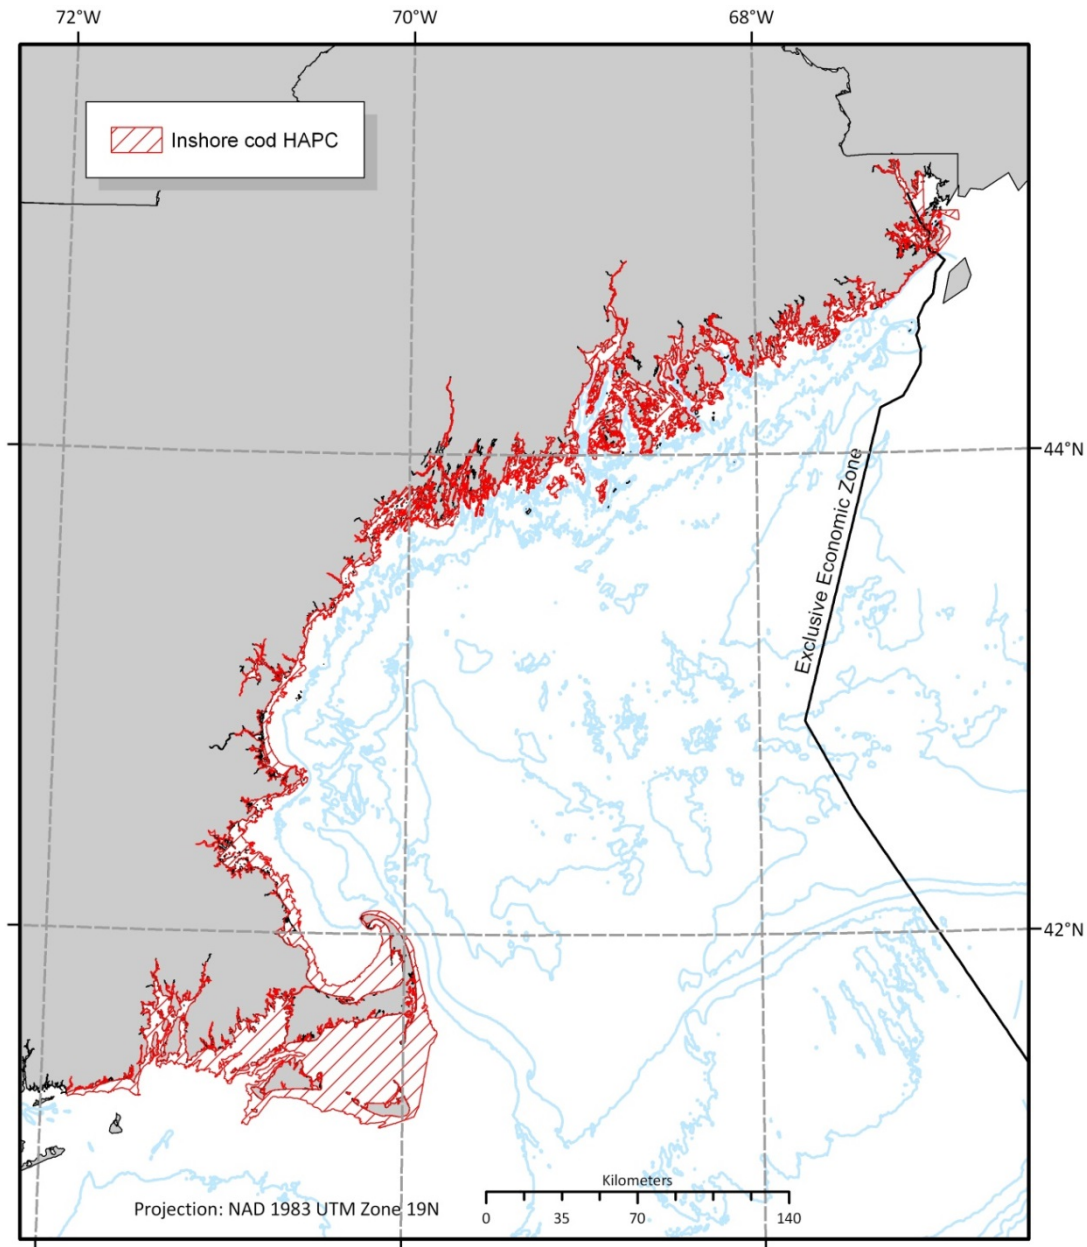 72°W
70°W
68°W
Inshore cod HAPC
44°N
Exclusive Economic Zone
42°N
Kilometers
Projection: NAD 1983 UTM Zone 19N
0 35 70 140